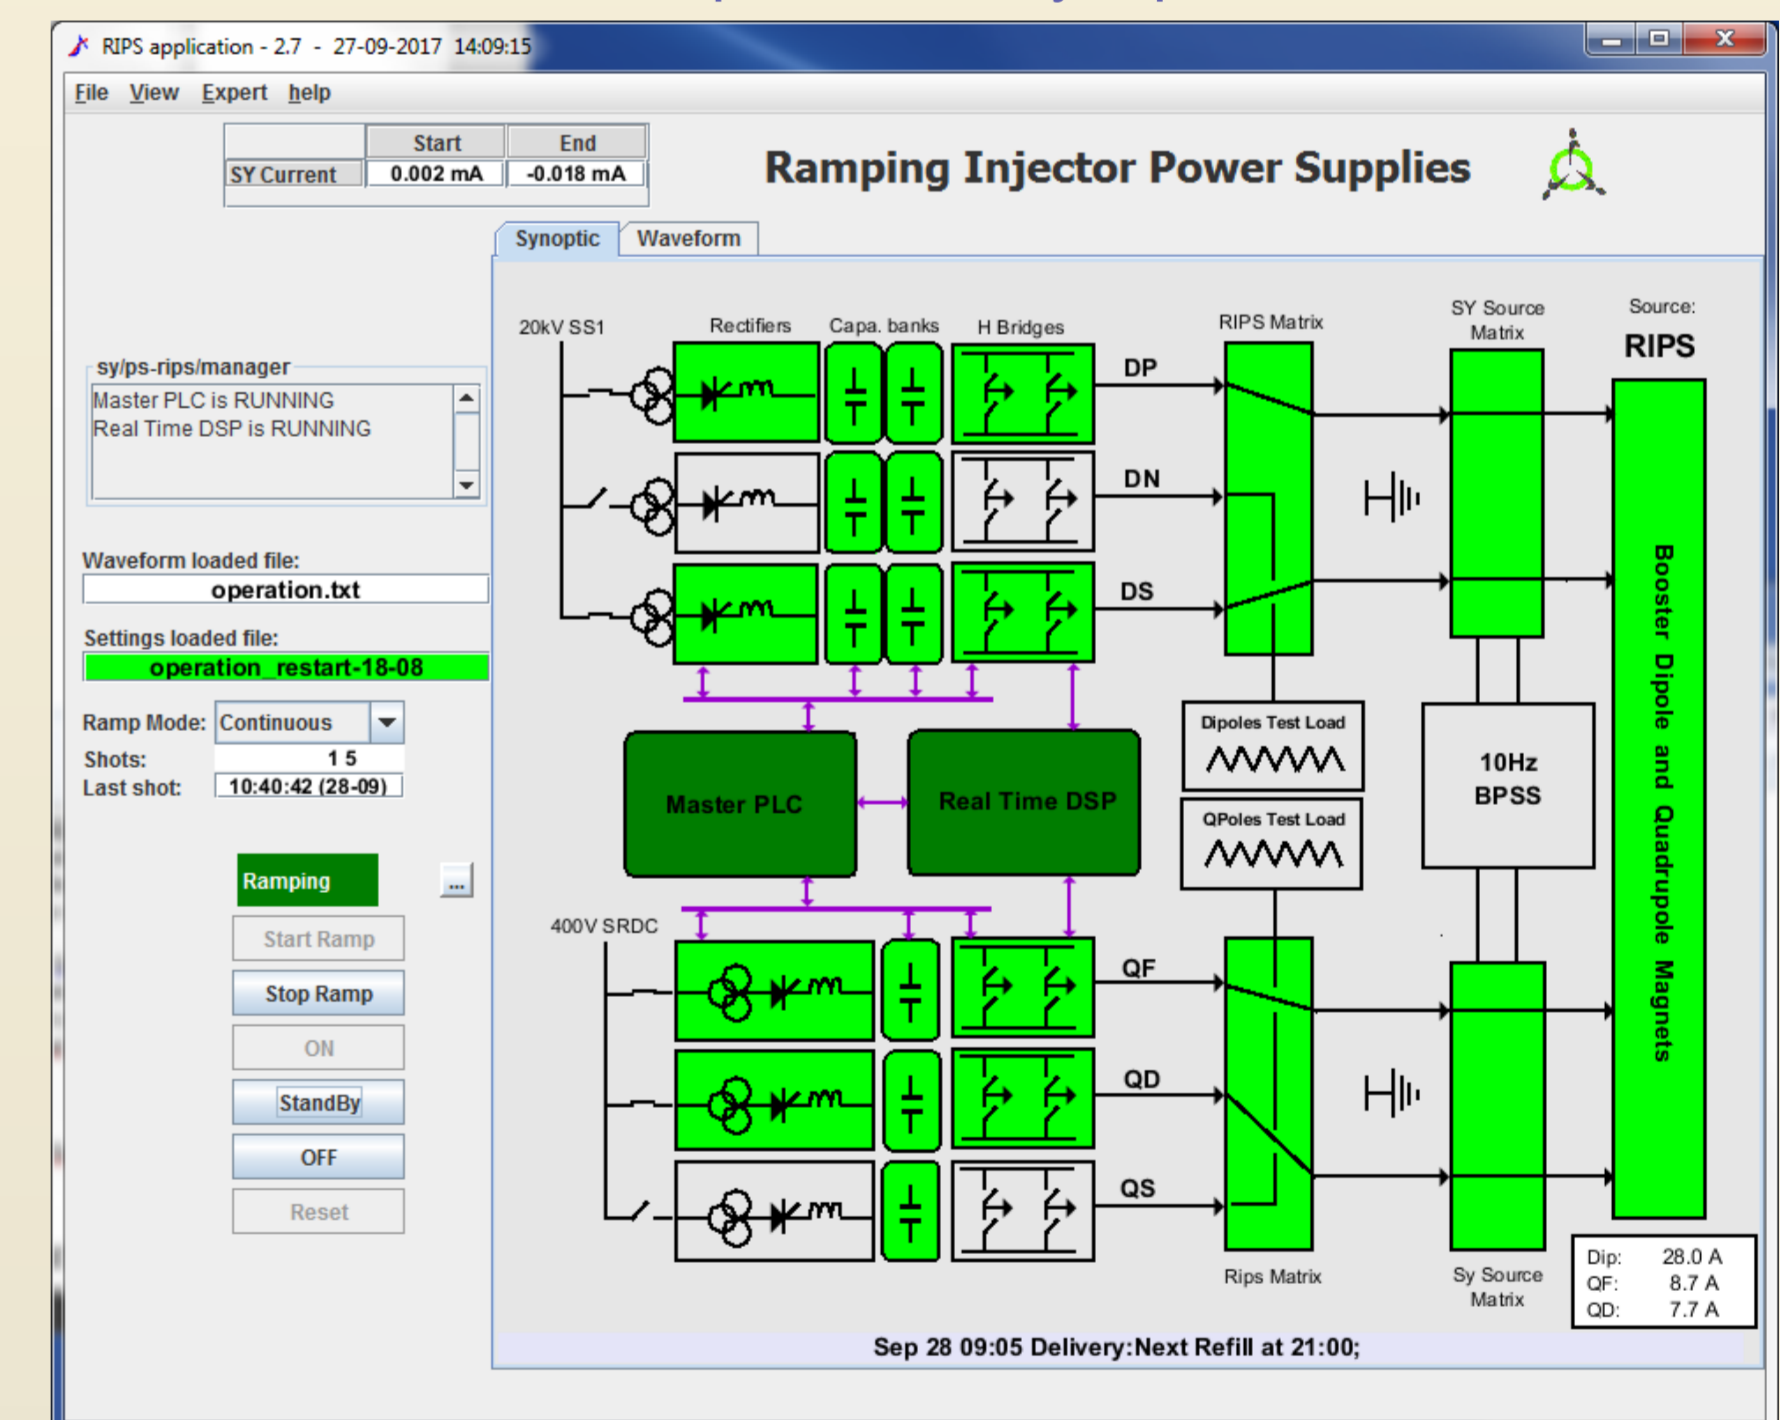 RIPS application - 2.7 - 27-09-2017 14:09:15
File View Expert help
Start End
SY Current 0.002 mA -0.018 mA
Ramping Injector Power Supplies
Synoptic Waveform
sy/ps-rips/manager
Master PLC is RUNNING
Real Time DSP is RUNNING
Waveform loaded file:
operation.txt
Settings loaded file:
operation_restart-18-08
Ramp Mode: Continuous
Shots: 1 5
Last shot: 10:40:42 (28-09)
Ramping ...
Start Ramp
Stop Ramp
ON
StandBy
OFF
Reset
20kV SS1
Rectifiers
Capa. banks
H Bridges
RIPS Matrix
SY Source
Matrix
Source:
RIPS
DP
DN
DS
Dipoles Test Load
QPoles Test Load
10Hz
BPSS
Master PLC
Real Time DSP
Booster Dipole and Quadrupole Magnets
400V SRDC
QF
QD
QS
Rips Matrix
Sy Source
Matrix
Dip: 28.0 A
QF: 8.7 A
QD: 7.7 A
Sep 28 09:05 Delivery:Next Refill at 21:00;